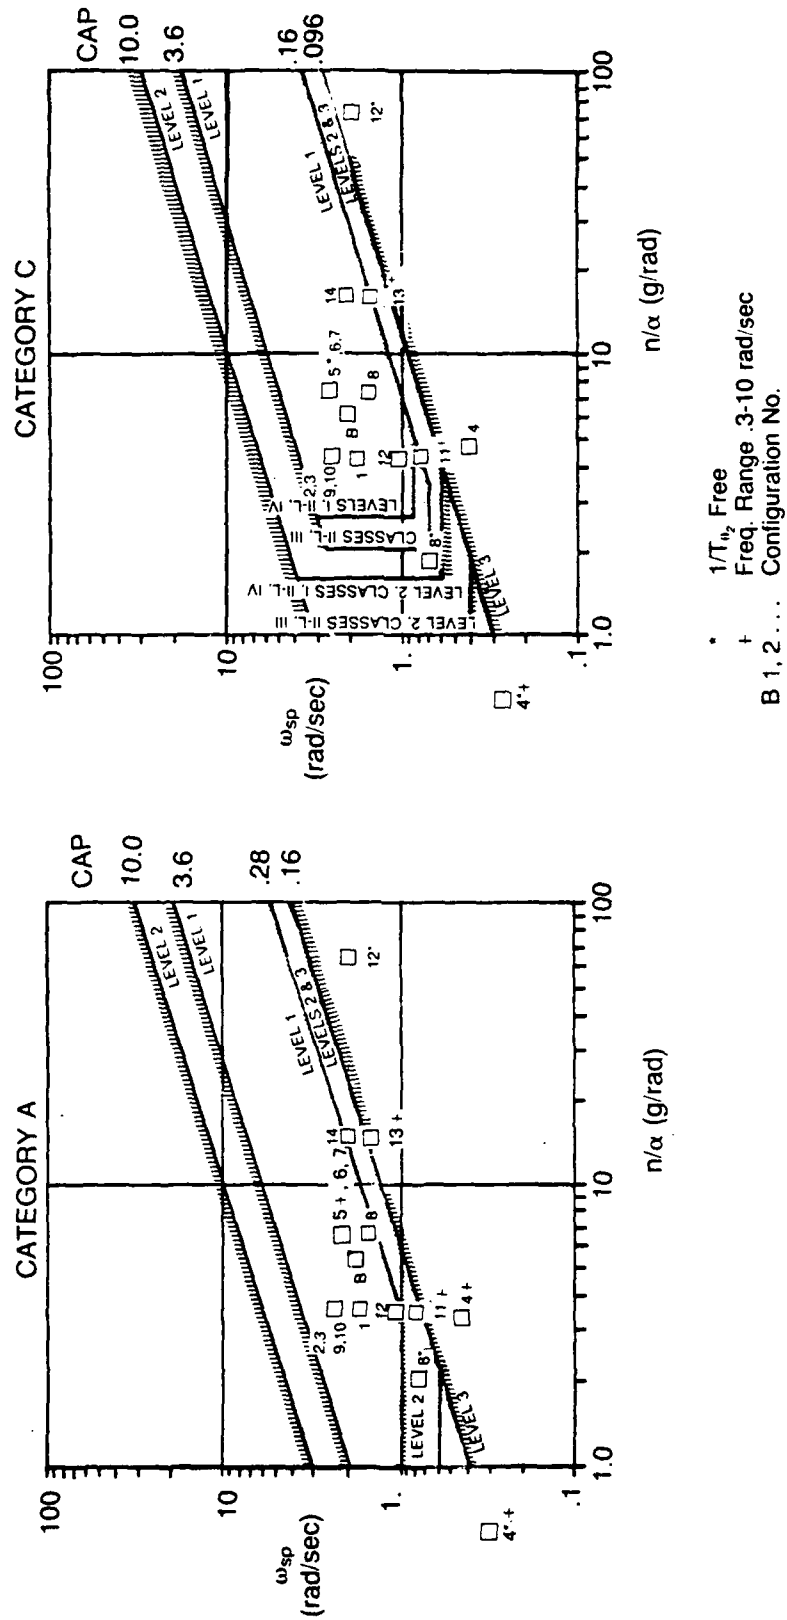 CATEGORY A
CAP
100
10.0
LEVEL 2
3.6
LEVEL 1
10
ωsp
(rad/sec)
.28
.16
LEVEL 1
LEVELS 2 & 3
2,3
9,10
5 + , 6, 7
14
1
B
8
13 +
12
12*
1.
11 +
LEVEL 2
8*
4 +
LEVEL 3
4*,+
.1
1.0
10
100
n/α (g/rad)
CATEGORY C
CAP
100
10.0
LEVEL 2
3.6
LEVEL 1
10
ωsp
(rad/sec)
.16
.096
LEVEL 1
LEVELS 2 & 3
2,3
9,10
5+,6,7
14
1
B
8
13+
12
12*
1.
11+
4
8*
LEVELS I, II-L, IV
CLASSES II-L, III
LEVEL 2, CLASSES I, II-L, IV
LEVEL 2, CLASSES II-L, III
LEVEL 3
4*+
.1
1.0
10
100
n/α (g/rad)
* 1/Tθ2 Free
+ Freq. Range .3-10 rad/sec
B 1, 2 . . . Configuration No.